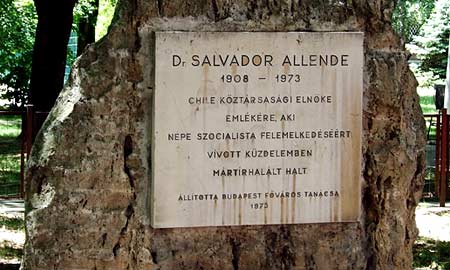 Dr SALVADOR ALLENDE
1908 - 1973
CHILE KÖZTÁRSASÁGI ELNÖKE
EMLÉKÉRE, AKI
NÉPE SZOCIALISTA FELEMELKEDÉSÉÉRT
VÍVOTT KÜZDELEMBEN
MÁRTÍRHALÁLT HALT
ÁLLÍTOTTA BUDAPEST FŐVÁROS TANÁCSA
1973